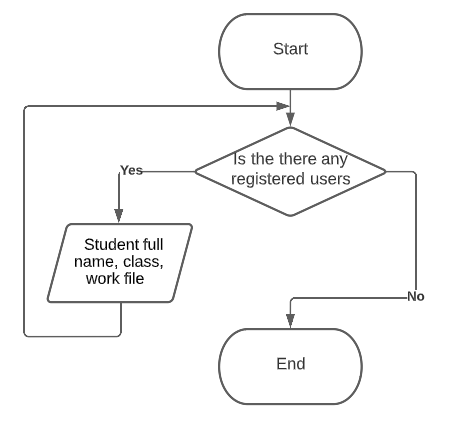 Start
Is the there any
registered users
Yes
Student full
name, class,
work file
No
End